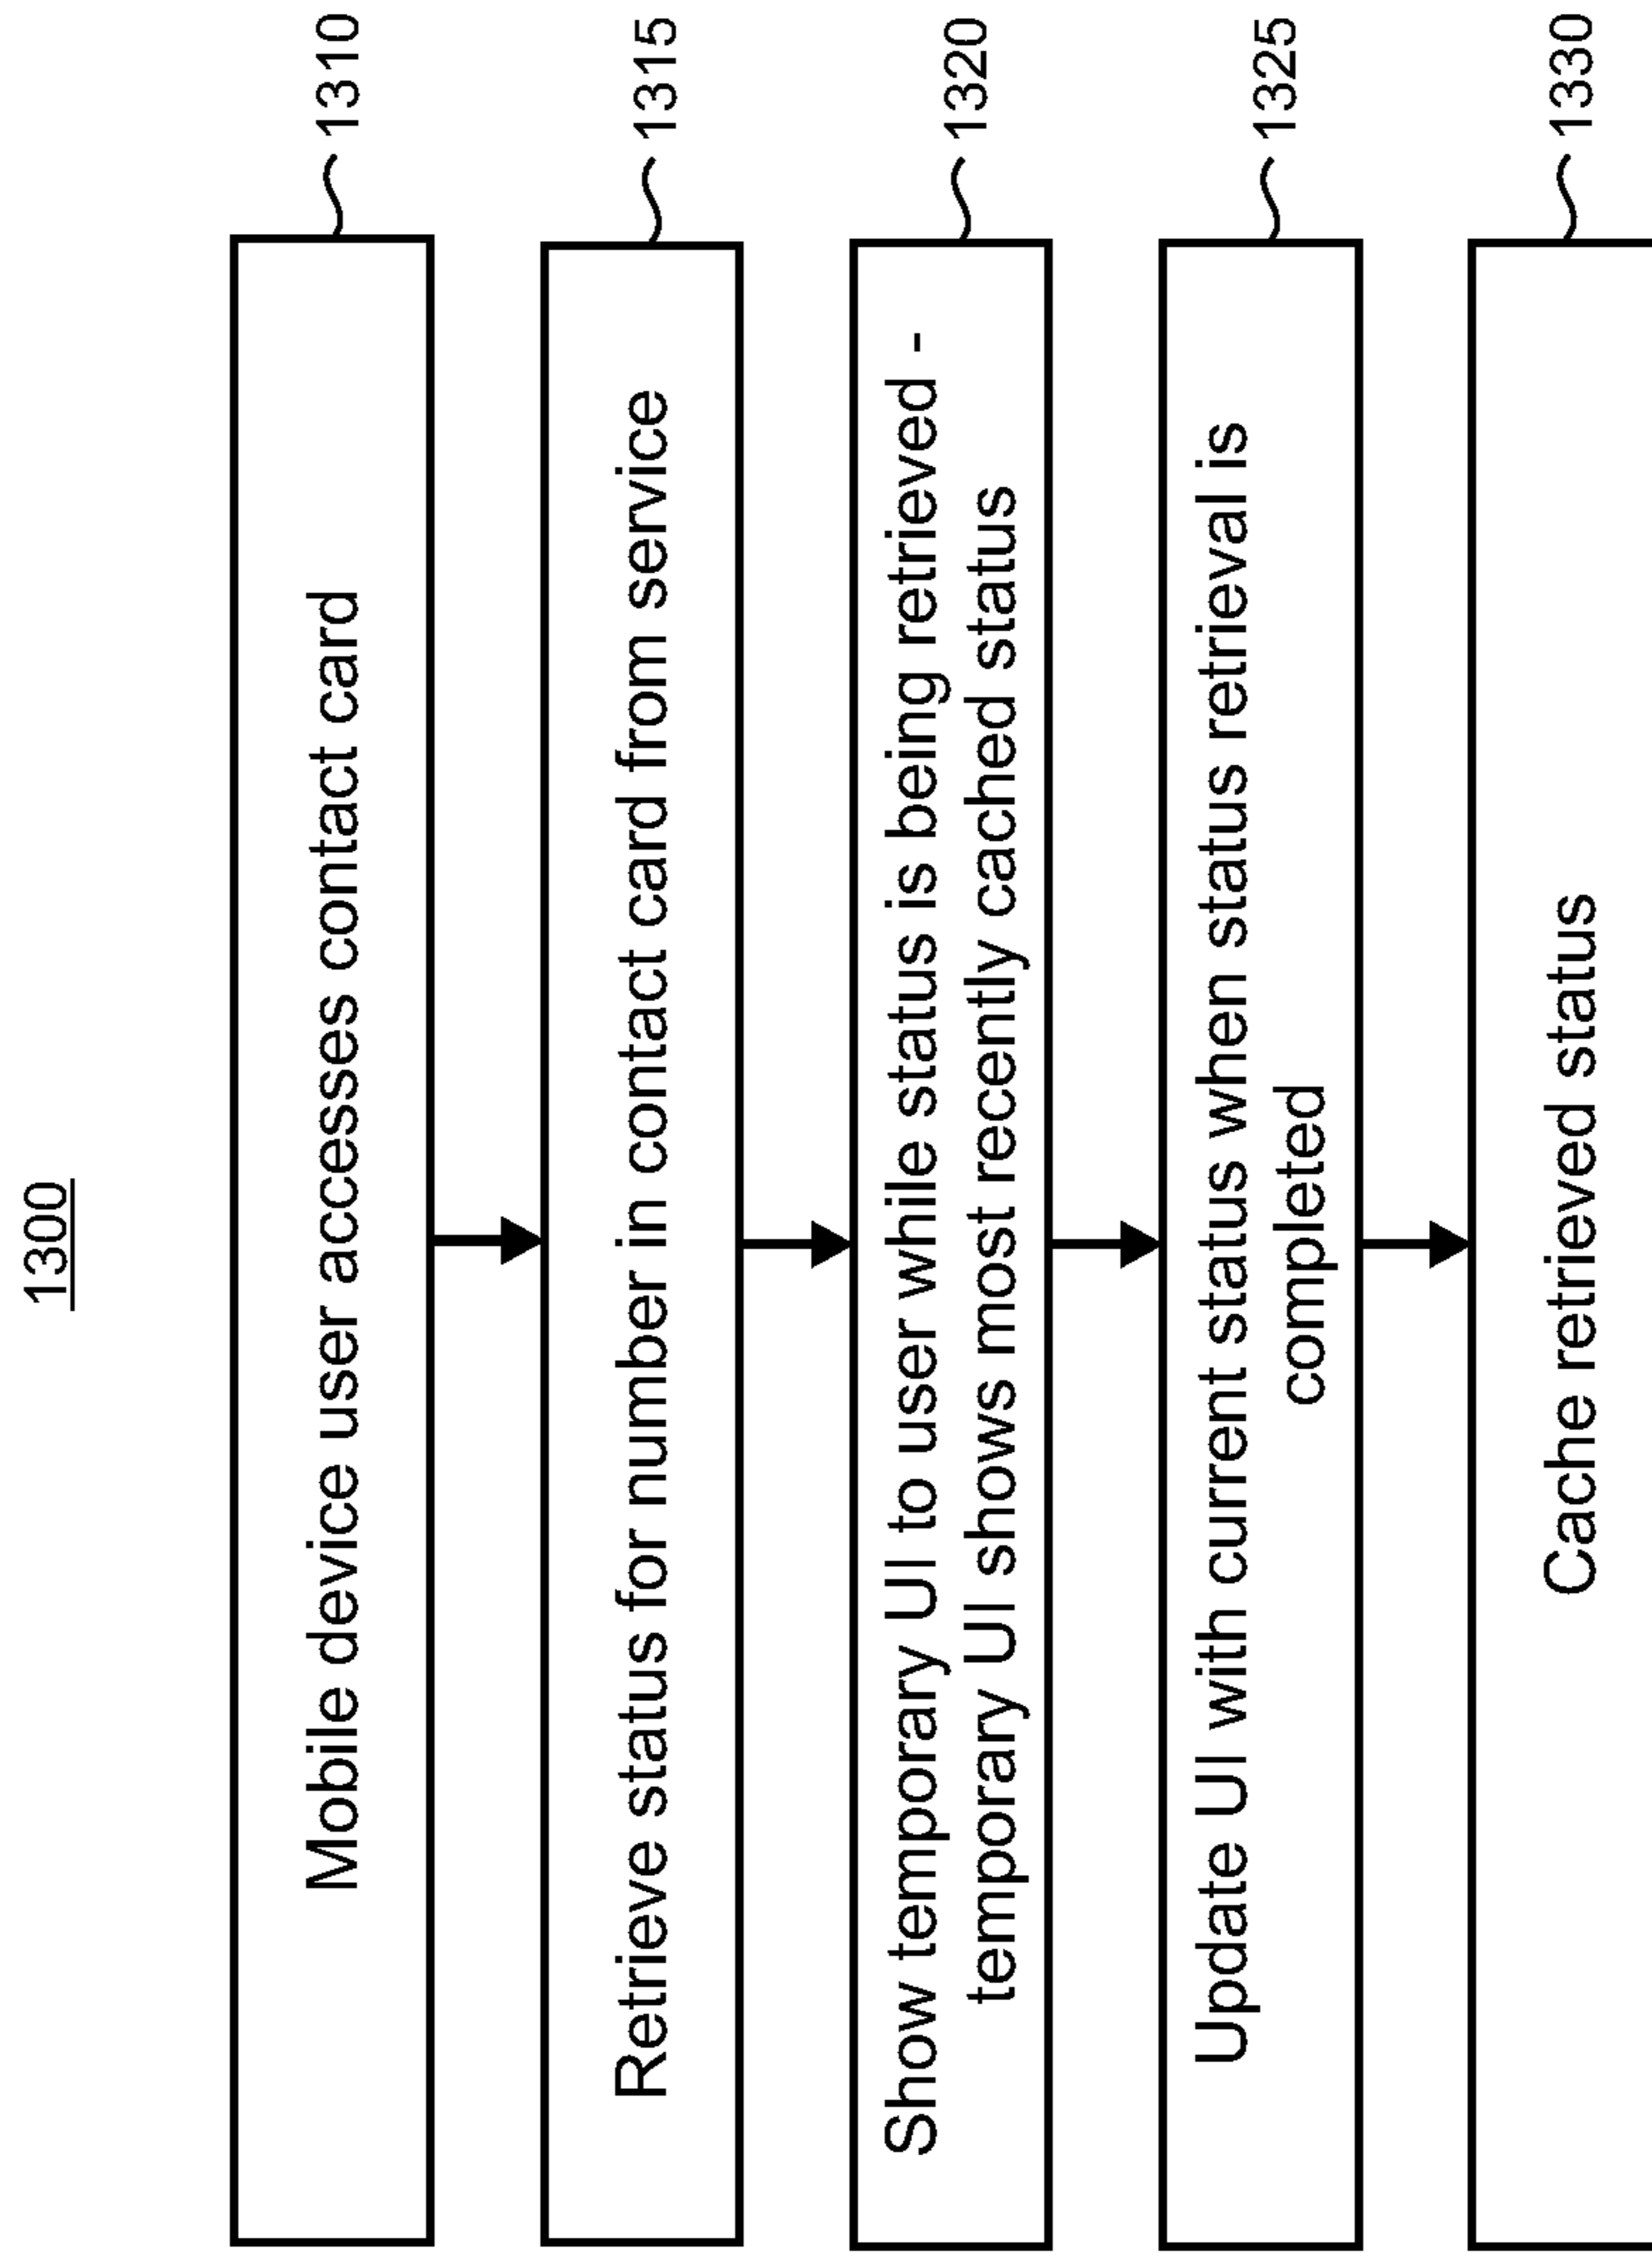 1300
Mobile device user accesses contact card
1310
Retrieve status for number in contact card from service
1315
Show temporary UI to user while status is being retrieved -
temporary UI shows most recently cached status
1320
Update UI with current status when status retrieval is
completed
1325
Cache retrieved status
1330